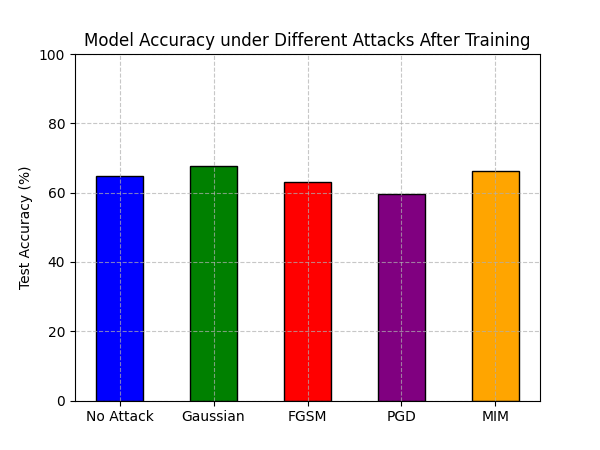 Model Accuracy under Different Attacks After Training
100
80
60
40
20
0
Test Accuracy (%)
No Attack
Gaussian
FGSM
PGD
MIM